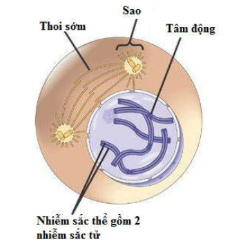 Sao
Thoi sớm
Tâm động
Nhiễm sắc thể gồm 2
nhiễm sắc tử